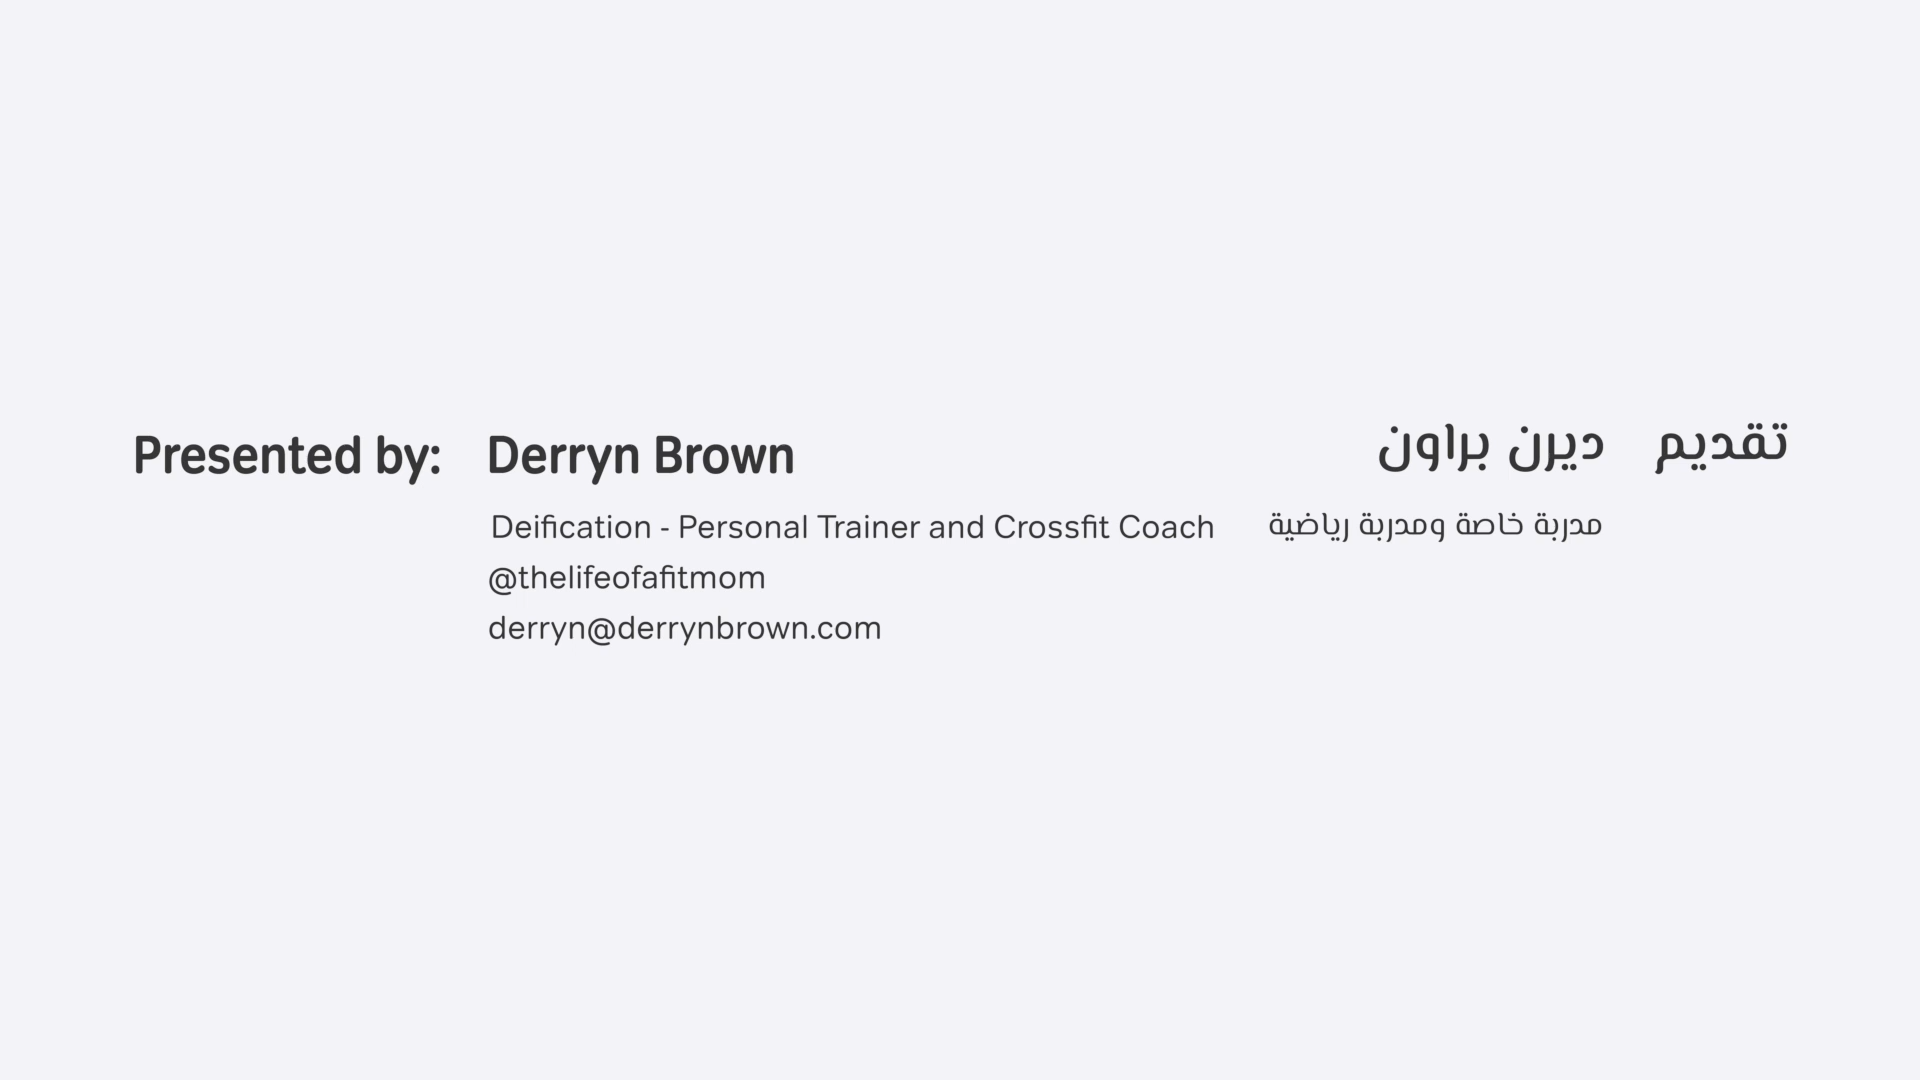 Presented by: Derryn Brown
Deification - Personal Trainer and Crossfit Coach
@thelifeofafitmom
derryn@derrynbrown.com
تقديم ديرن براون
مدربة خاصة ومدربة رياضية